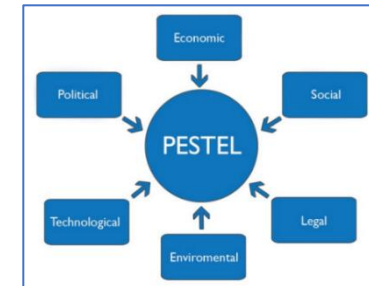 Economic
Political
Social
PESTEL
Technological
Legal
Enviromental